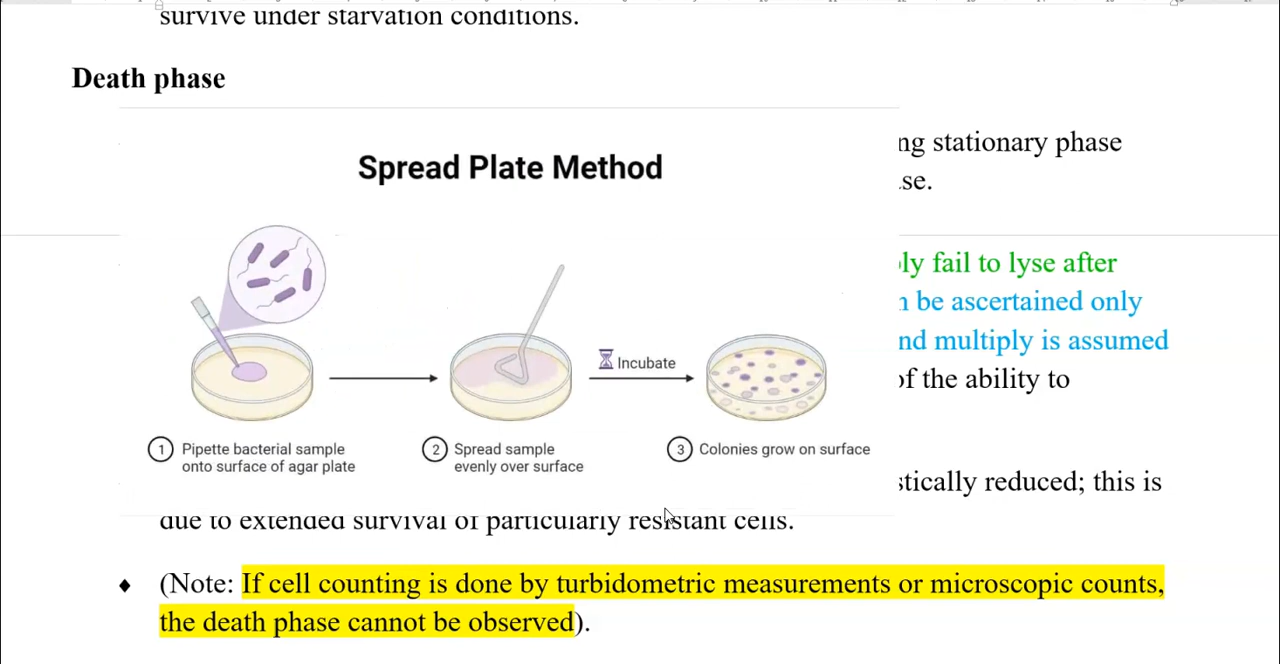 survive under starvation conditions.
Death phase
Spread Plate Method
ng stationary phase
se.
ly fail to lyse after
be ascertained only
nd multiply is assumed
of the ability to
Incubate
1 Pipette bacterial sample
onto surface of agar plate
2 Spread sample
evenly over surface
3 Colonies grow on surface
stically reduced; this is
due to extended survival of particularly resistant cells.
♦ (Note: If cell counting is done by turbidometric measurements or microscopic counts,
the death phase cannot be observed).